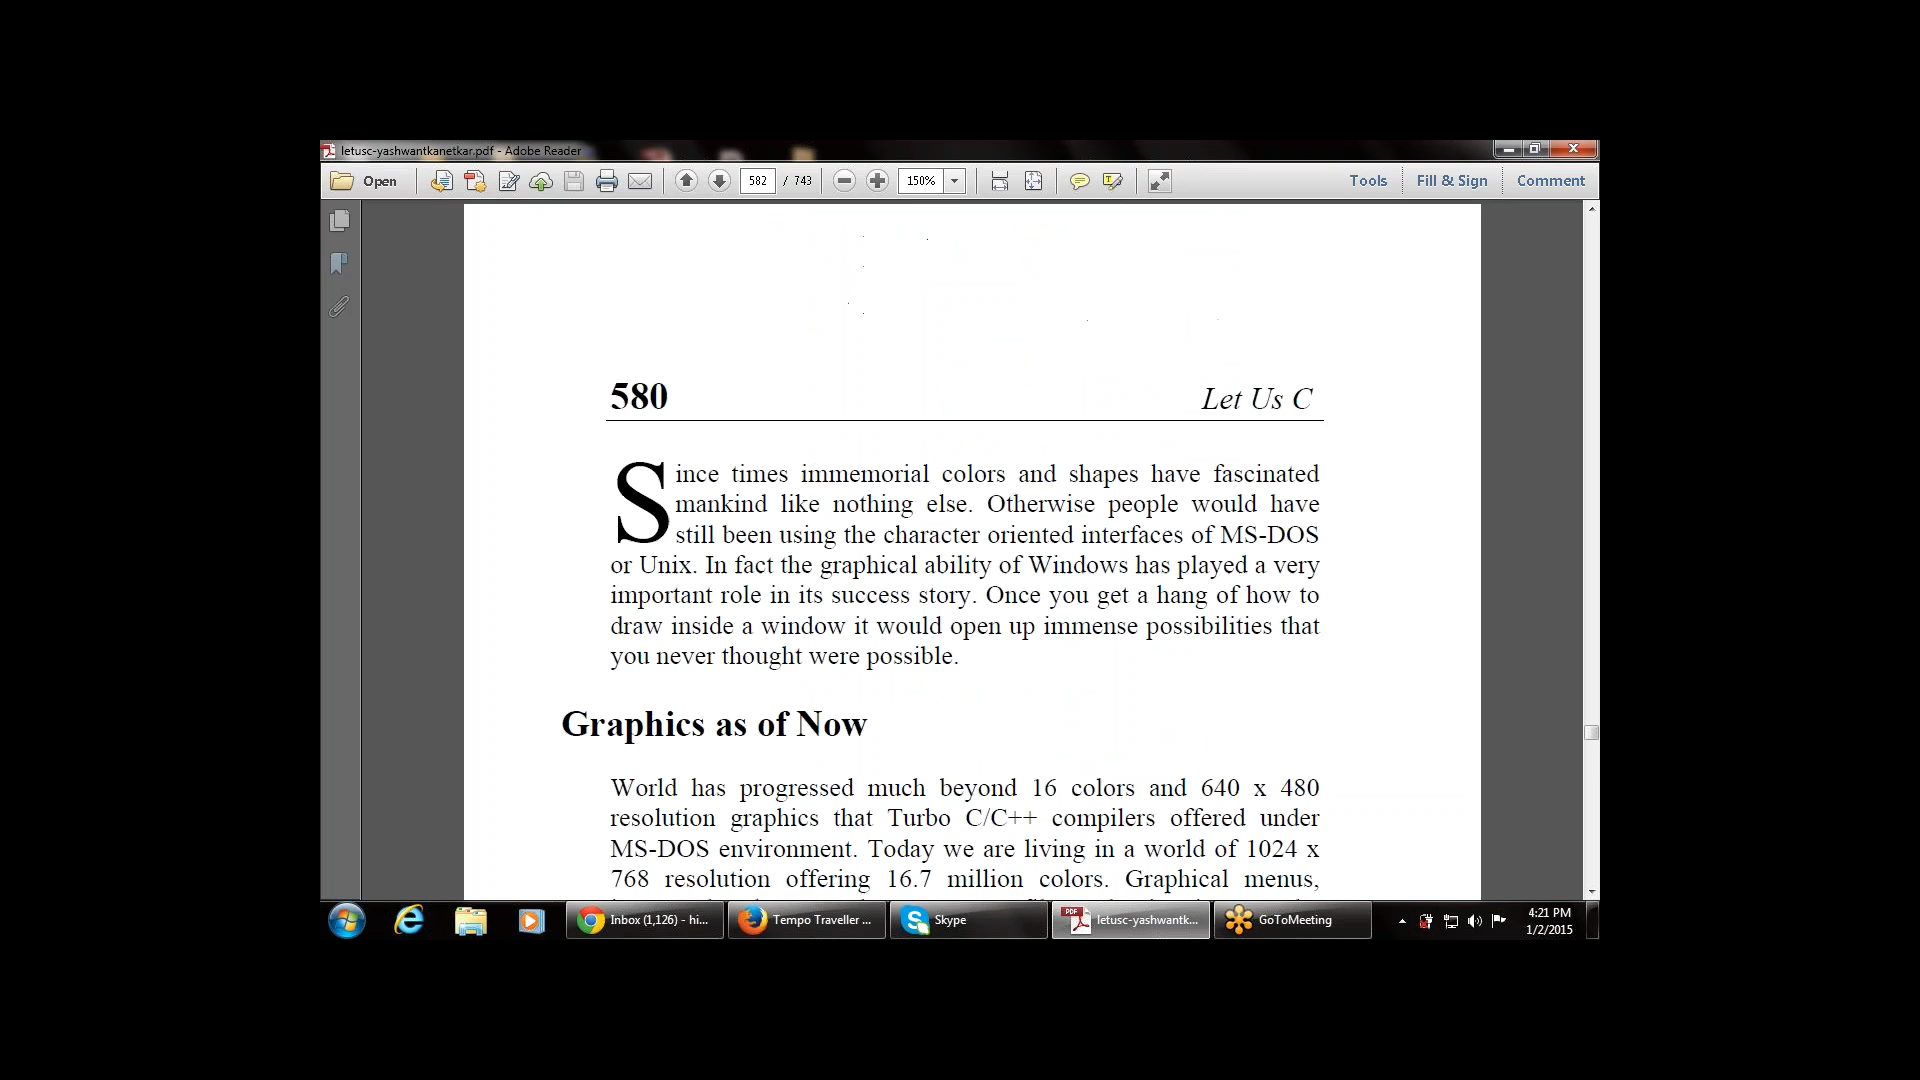 letusc-yashwantkanetkar.pdf - Adobe Reader
Open 582 / 743 150% Tools Fill & Sign Comment
580 Let Us C
Since times immemorial colors and shapes have fascinated
mankind like nothing else. Otherwise people would have
still been using the character oriented interfaces of MS-DOS
or Unix. In fact the graphical ability of Windows has played a very
important role in its success story. Once you get a hang of how to
draw inside a window it would open up immense possibilities that
you never thought were possible.
Graphics as of Now
World has progressed much beyond 16 colors and 640 x 480
resolution graphics that Turbo C/C++ compilers offered under
MS-DOS environment. Today we are living in a world of 1024 x
768 resolution offering 16.7 million colors. Graphical menus,
Inbox (1,126) - hi... Tempo Traveller ... Skype letusc-yashwantk... GoToMeeting 4:21 PM
1/2/2015